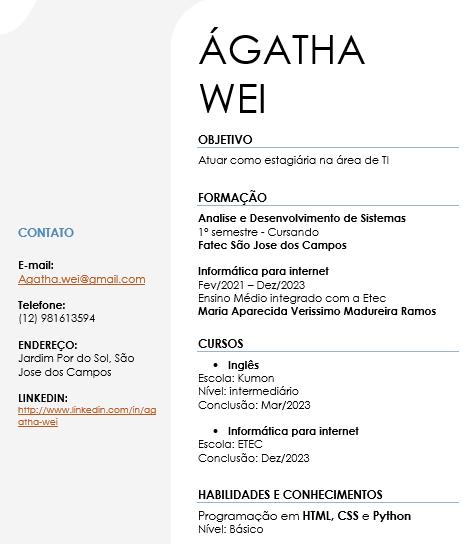 ÁGATHA
WEI
OBJETIVO
Atuar como estagiária na área de TI
FORMAÇÃO
Analise e Desenvolvimento de Sistemas
1º semestre - Cursando
Fatec São Jose dos Campos
Informática para internet
Fev/2021 – Dez/2023
Ensino Médio integrado com a Etec
Maria Aparecida Verissimo Madureira Ramos
CURSOS
• Inglês
Escola: Kumon
Nível: intermediário
Conclusão: Mar/2023
• Informática para internet
Escola: ETEC
Conclusão: Dez/2023
HABILIDADES E CONHECIMENTOS
Programação em HTML, CSS e Python
Nível: Básico
CONTATO
E-mail:
Agatha.wei@gmail.com
Telefone:
(12) 981613594
ENDEREÇO:
Jardim Por do Sol, São
Jose dos Campos
LINKEDIN:
http://www.linkedin.com/in/ag
atha-wei